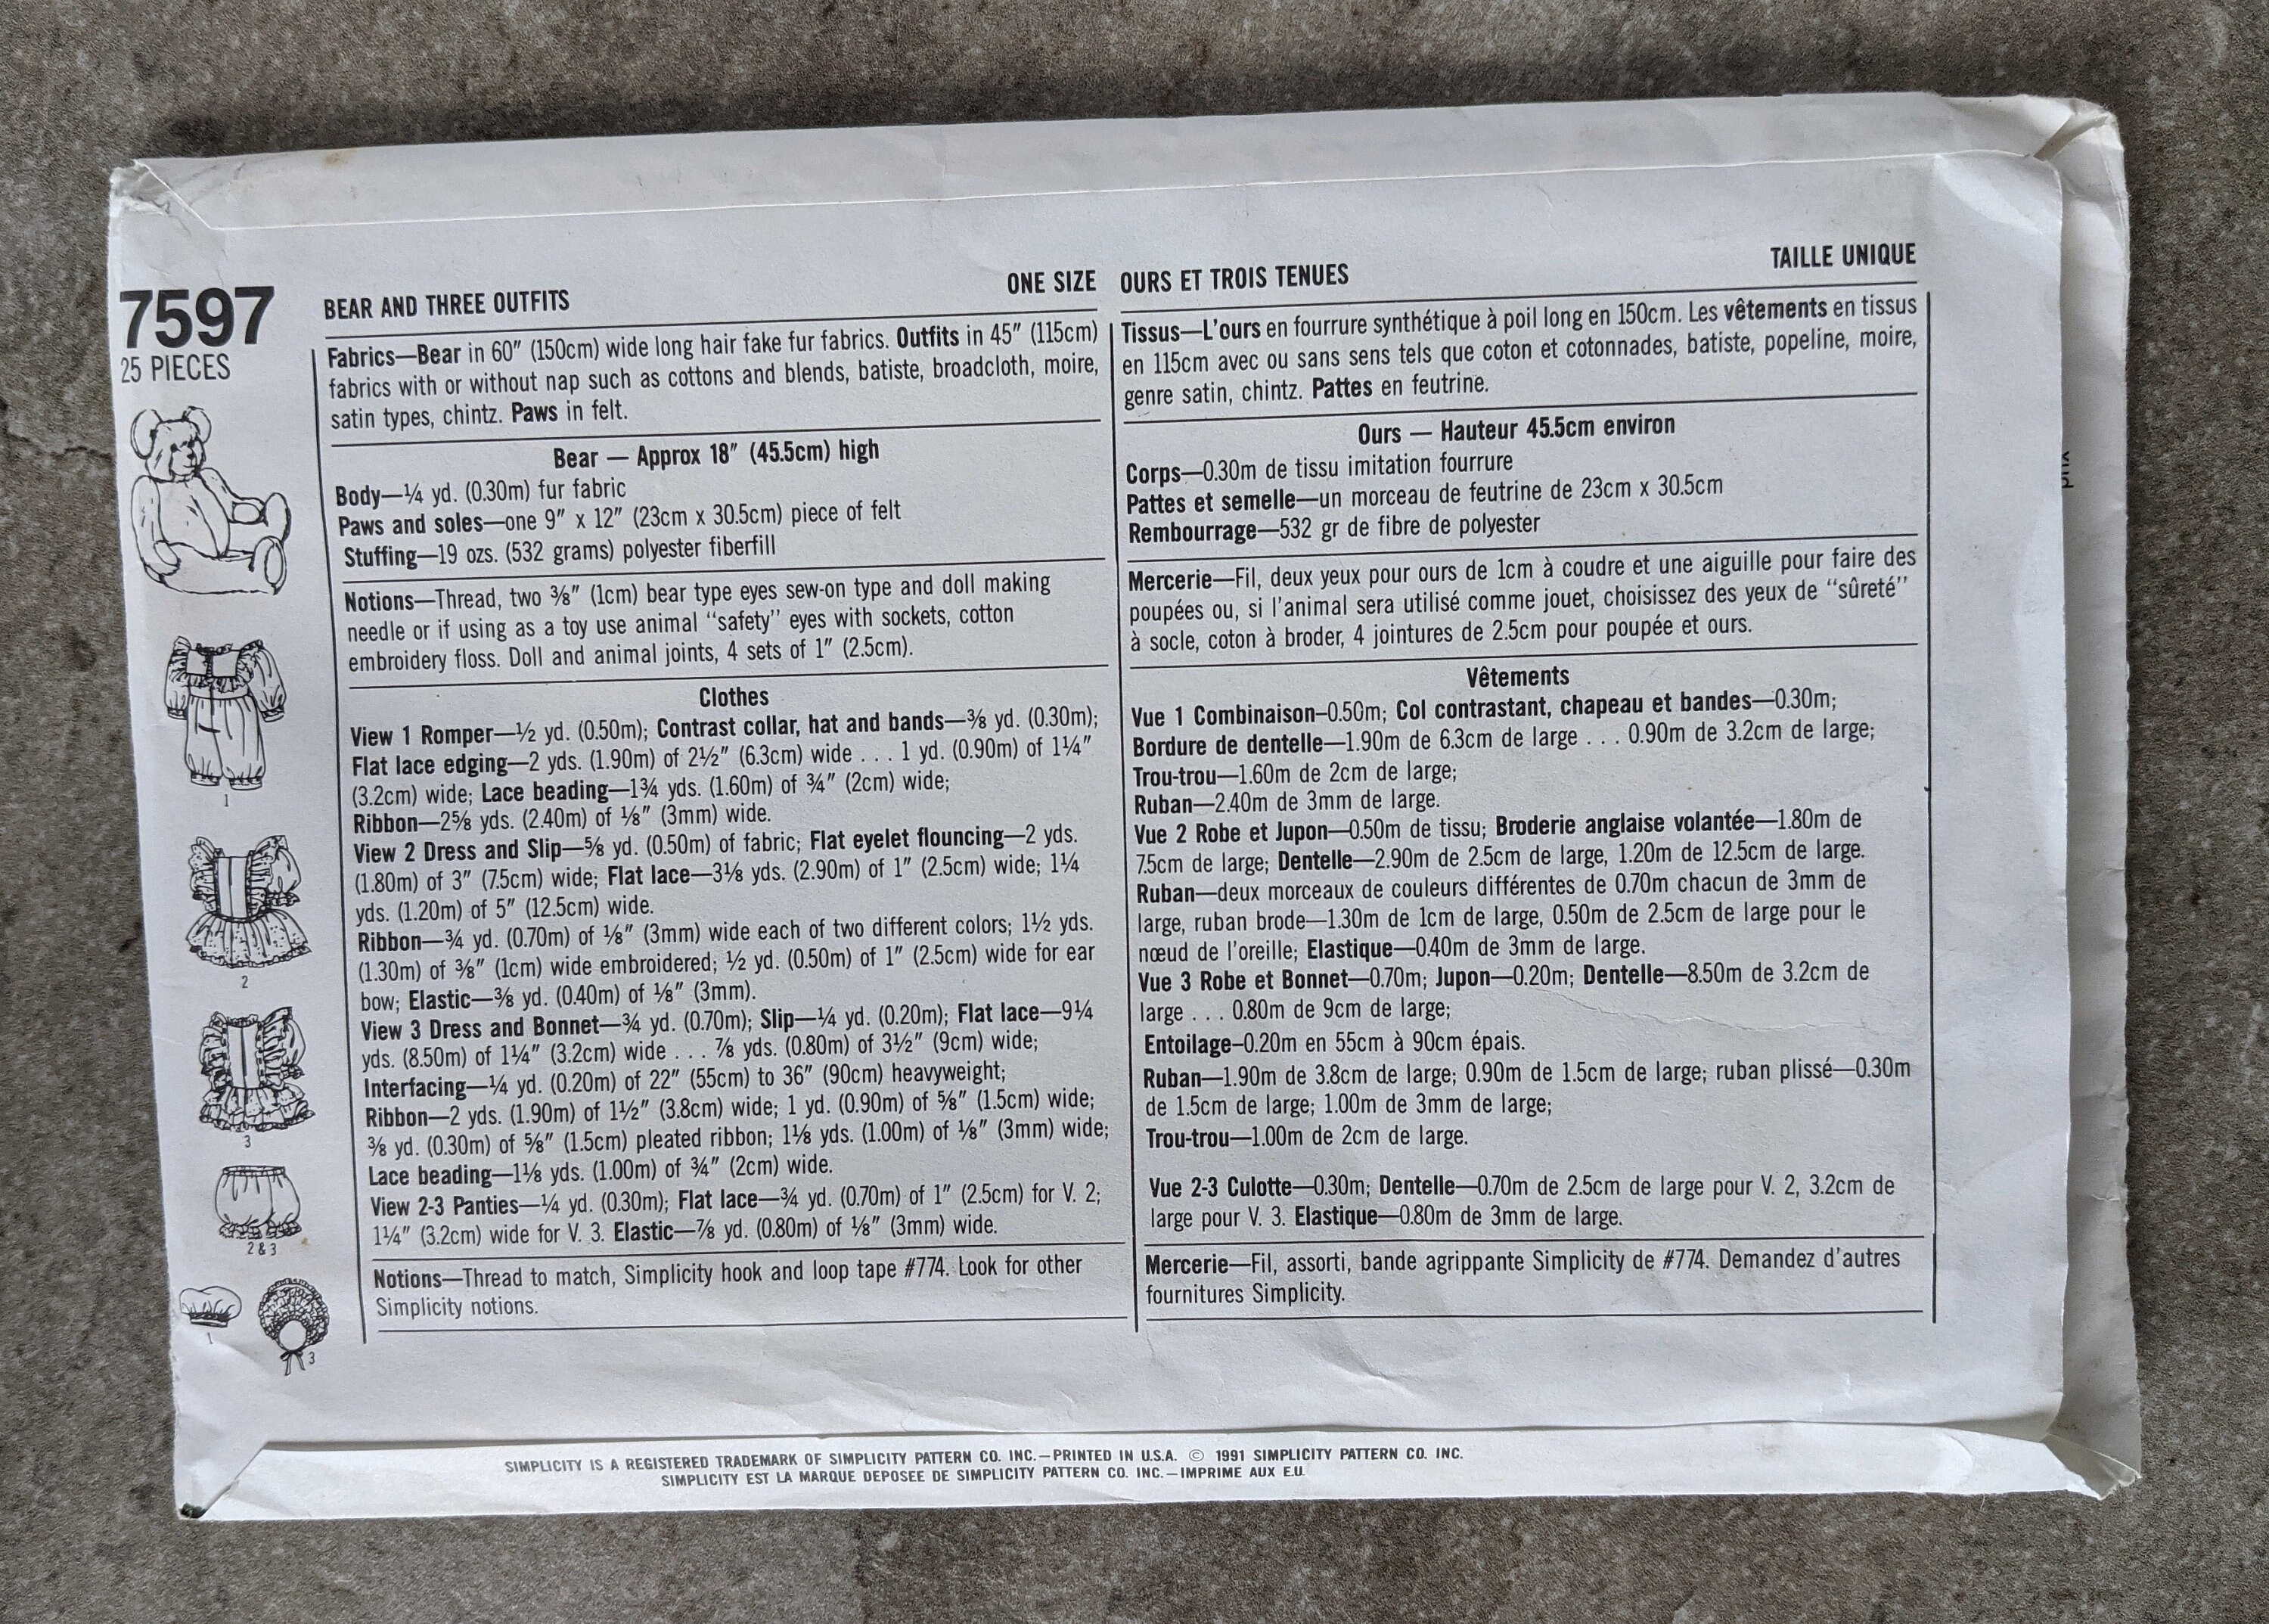 7597
25 PIECES
1
2
3
2 & 3
1
3
BEAR AND THREE OUTFITS
ONE SIZE
Fabrics—Bear in 60" (150cm) wide long hair fake fur fabrics. Outfits in 45" (115cm)
fabrics with or without nap such as cottons and blends, batiste, broadcloth, moire,
satin types, chintz. Paws in felt.
Bear — Approx 18" (45.5cm) high
Body—¼ yd. (0.30m) fur fabric
Paws and soles—one 9" x 12" (23cm x 30.5cm) piece of felt
Stuffing—19 ozs. (532 grams) polyester fiberfill
Notions—Thread, two ⅜" (1cm) bear type eyes sew-on type and doll making
needle or if using as a toy use animal "safety" eyes with sockets, cotton
embroidery floss. Doll and animal joints, 4 sets of 1" (2.5cm).
Clothes
View 1 Romper—½ yd. (0.50m); Contrast collar, hat and bands—⅜ yd. (0.30m);
Flat lace edging—2 yds. (1.90m) of 2½" (6.3cm) wide . . . 1 yd. (0.90m) of 1¼"
(3.2cm) wide; Lace beading—1¾ yds. (1.60m) of ¾" (2cm) wide;
Ribbon—2⅝ yds. (2.40m) of ⅛" (3mm) wide.
View 2 Dress and Slip—⅝ yd. (0.50m) of fabric; Flat eyelet flouncing—2 yds.
(1.80m) of 3" (7.5cm) wide; Flat lace—3⅛ yds. (2.90m) of 1" (2.5cm) wide; 1¼
yds. (1.20m) of 5" (12.5cm) wide.
Ribbon—¾ yd. (0.70m) of ⅛" (3mm) wide each of two different colors; 1½ yds.
(1.30m) of ⅜" (1cm) wide embroidered; ½ yd. (0.50m) of 1" (2.5cm) wide for ear
bow; Elastic—⅜ yd. (0.40m) of ⅛" (3mm).
View 3 Dress and Bonnet—¾ yd. (0.70m); Slip—¼ yd. (0.20m); Flat lace—9¼
yds. (8.50m) of 1¼" (3.2cm) wide . . . ⅞ yds. (0.80m) of 3½" (9cm) wide;
Interfacing—¼ yd. (0.20m) of 22" (55cm) to 36" (90cm) heavyweight;
Ribbon—2 yds. (1.90m) of 1½" (3.8cm) wide; 1 yd. (0.90m) of ⅝" (1.5cm) wide;
⅜ yd. (0.30m) of ⅝" (1.5cm) pleated ribbon; 1⅛ yds. (1.00m) of ⅛" (3mm) wide;
Lace beading—1⅛ yds. (1.00m) of ¾" (2cm) wide.
View 2-3 Panties—¼ yd. (0.30m); Flat lace—¾ yd. (0.70m) of 1" (2.5cm) for V. 2;
1¼" (3.2cm) wide for V. 3. Elastic—⅞ yd. (0.80m) of ⅛" (3mm) wide.
Notions—Thread to match, Simplicity hook and loop tape #774. Look for other
Simplicity notions.
OURS ET TROIS TENUES
TAILLE UNIQUE
Tissus—L'ours en fourrure synthétique à poil long en 150cm. Les vêtements en tissus
en 115cm avec ou sans sens tels que coton et cotonnades, batiste, popeline, moire,
genre satin, chintz. Pattes en feutrine.
Ours — Hauteur 45.5cm environ
Corps—0.30m de tissu imitation fourrure
Pattes et semelle—un morceau de feutrine de 23cm x 30.5cm
Rembourrage—532 gr de fibre de polyester
Mercerie—Fil, deux yeux pour ours de 1cm à coudre et une aiguille pour faire des
poupées ou, si l'animal sera utilisé comme jouet, choisissez des yeux de "sûreté"
à socle, coton à broder, 4 jointures de 2.5cm pour poupée et ours.
Vêtements
Vue 1 Combinaison–0.50m; Col contrastant, chapeau et bandes—0.30m;
Bordure de dentelle—1.90m de 6.3cm de large . . . 0.90m de 3.2cm de large;
Trou-trou—1.60m de 2cm de large;
Ruban—2.40m de 3mm de large.
Vue 2 Robe et Jupon—0.50m de tissu; Broderie anglaise volantée—1.80m de
7.5cm de large; Dentelle—2.90m de 2.5cm de large, 1.20m de 12.5cm de large.
Ruban—deux morceaux de couleurs différentes de 0.70m chacun de 3mm de
large, ruban brode—1.30m de 1cm de large, 0.50m de 2.5cm de large pour le
nœud de l'oreille; Elastique—0.40m de 3mm de large.
Vue 3 Robe et Bonnet—0.70m; Jupon—0.20m; Dentelle—8.50m de 3.2cm de
large . . . 0.80m de 9cm de large;
Entoilage–0.20m en 55cm à 90cm épais.
Ruban—1.90m de 3.8cm de large; 0.90m de 1.5cm de large; ruban plissé—0.30m
de 1.5cm de large; 1.00m de 3mm de large;
Trou-trou—1.00m de 2cm de large.
Vue 2-3 Culotte—0.30m; Dentelle—0.70m de 2.5cm de large pour V. 2, 3.2cm de
large pour V. 3. Elastique—0.80m de 3mm de large.
Mercerie—Fil, assorti, bande agrippante Simplicity de #774. Demandez d'autres
fournitures Simplicity.
SIMPLICITY IS A REGISTERED TRADEMARK OF SIMPLICITY PATTERN CO. INC.—PRINTED IN U.S.A. © 1991 SIMPLICITY PATTERN CO. INC.
SIMPLICITY EST LA MARQUE DEPOSEE DE SIMPLICITY PATTERN CO. INC.—IMPRIME AUX E.U.